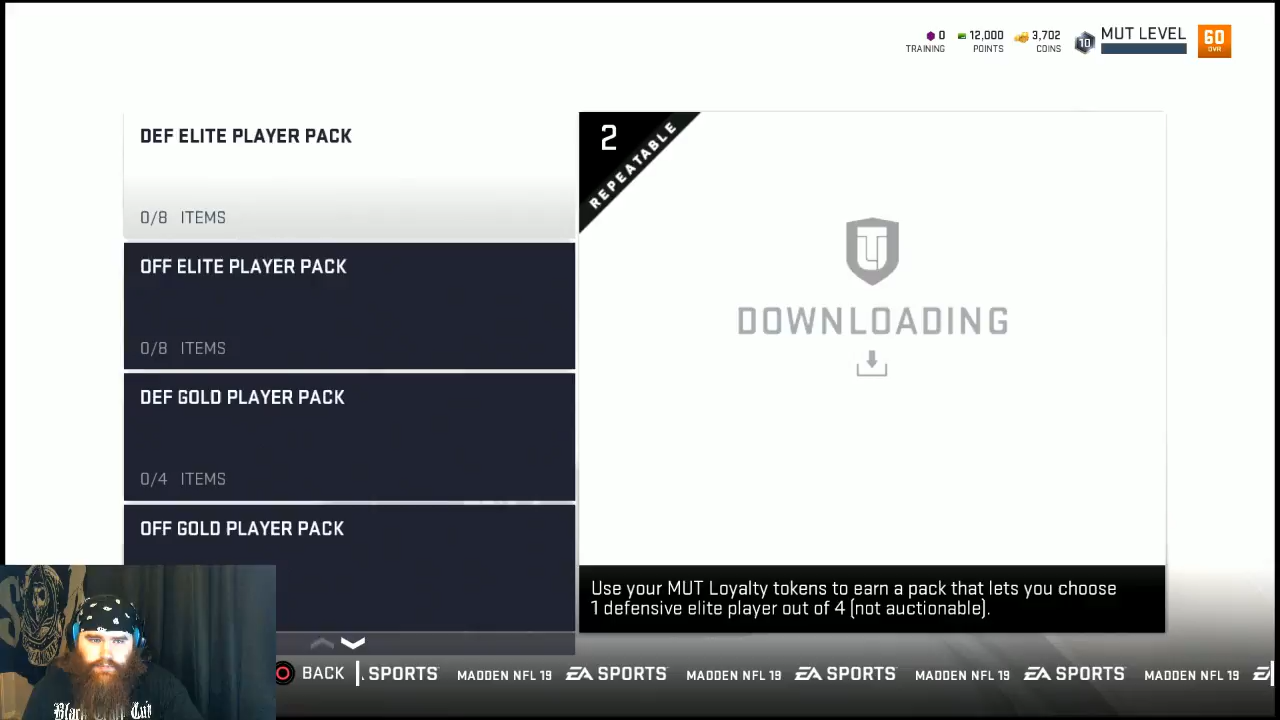 0 12,000 3,702 10 MUT LEVEL 60
TRAINING POINTS COINS OVR
DEF ELITE PLAYER PACK
0/8 ITEMS
OFF ELITE PLAYER PACK
0/8 ITEMS
DEF GOLD PLAYER PACK
0/4 ITEMS
OFF GOLD PLAYER PACK
2
REPEATABLE
DOWNLOADING
Use your MUT Loyalty tokens to earn a pack that lets you choose
1 defensive elite player out of 4 (not auctionable).
BACK SPORTS MADDEN NFL 19 EA SPORTS MADDEN NFL 19 EA SPORTS MADDEN NFL 19 EA SPORTS MADDEN NFL 19